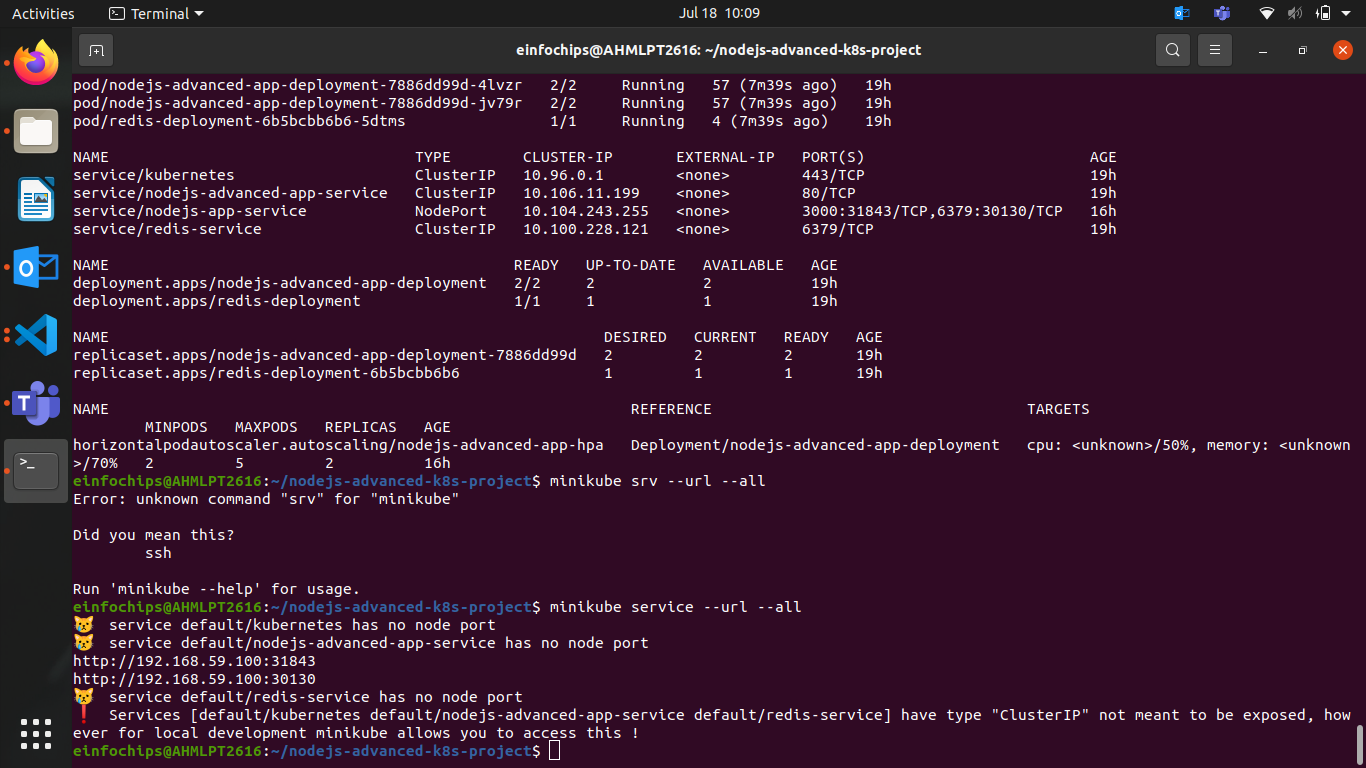 Activities Terminal Jul 18 10:09
einfochips@AHMLPT2616: ~/nodejs-advanced-k8s-project
pod/nodejs-advanced-app-deployment-7886dd99d-4lvzr 2/2 Running 57 (7m39s ago) 19h
pod/nodejs-advanced-app-deployment-7886dd99d-jv79r 2/2 Running 57 (7m39s ago) 19h
pod/redis-deployment-6b5bcbb6b6-5dtms 1/1 Running 4 (7m39s ago) 19h
NAME TYPE CLUSTER-IP EXTERNAL-IP PORT(S) AGE
service/kubernetes ClusterIP 10.96.0.1 <none> 443/TCP 19h
service/nodejs-advanced-app-service ClusterIP 10.106.11.199 <none> 80/TCP 19h
service/nodejs-app-service NodePort 10.104.243.255 <none> 3000:31843/TCP,6379:30130/TCP 16h
service/redis-service ClusterIP 10.100.228.121 <none> 6379/TCP 19h
NAME READY UP-TO-DATE AVAILABLE AGE
deployment.apps/nodejs-advanced-app-deployment 2/2 2 2 19h
deployment.apps/redis-deployment 1/1 1 1 19h
NAME DESIRED CURRENT READY AGE
replicaset.apps/nodejs-advanced-app-deployment-7886dd99d 2 2 2 19h
replicaset.apps/redis-deployment-6b5bcbb6b6 1 1 1 19h
NAME REFERENCE TARGETS
MINPODS MAXPODS REPLICAS AGE
horizontalpodautoscaler.autoscaling/nodejs-advanced-app-hpa Deployment/nodejs-advanced-app-deployment cpu: <unknown>/50%, memory: <unknown
>/70% 2 5 2 16h
einfochips@AHMLPT2616:~/nodejs-advanced-k8s-project$ minikube srv --url --all
Error: unknown command "srv" for "minikube"
Did you mean this?
ssh
Run 'minikube --help' for usage.
einfochips@AHMLPT2616:~/nodejs-advanced-k8s-project$ minikube service --url --all
😿 service default/kubernetes has no node port
😿 service default/nodejs-advanced-app-service has no node port
http://192.168.59.100:31843
http://192.168.59.100:30130
😿 service default/redis-service has no node port
❗ Services [default/kubernetes default/nodejs-advanced-app-service default/redis-service] have type "ClusterIP" not meant to be exposed, how
ever for local development minikube allows you to access this !
einfochips@AHMLPT2616:~/nodejs-advanced-k8s-project$